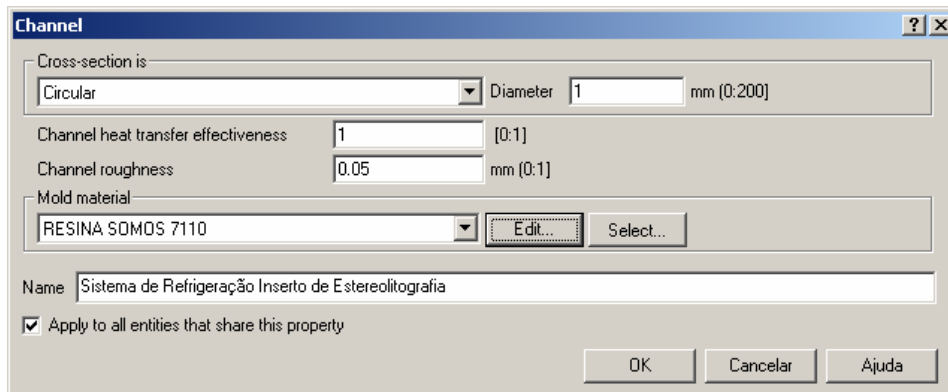 Channel
Cross-section is
Circular Diameter 1 mm (0:200]
Channel heat transfer effectiveness 1 [0:1]
Channel roughness 0.05 mm (0:1]
Mold material
RESINA SOMOS 7110 Edit... Select...
Name Sistema de Refrigeração Inserto de Estereolitografia
Apply to all entities that share this property
OK Cancelar Ajuda